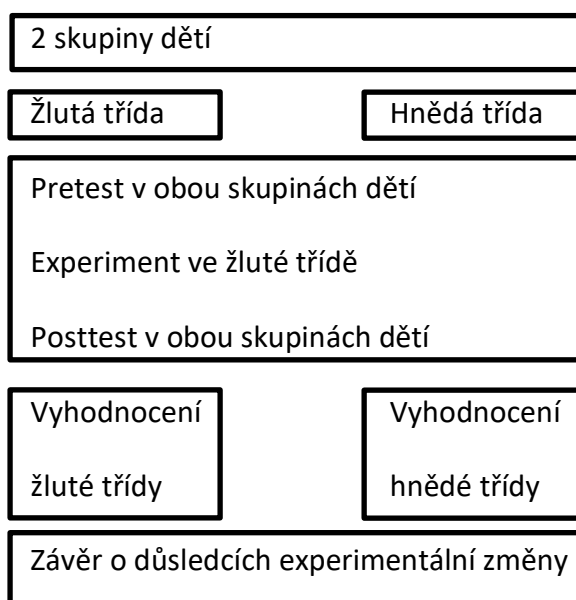 2 skupiny dětí
Žlutá třída
Hnědá třída
Pretest v obou skupinách dětí
Experiment ve žluté třídě
Posttest v obou skupinách dětí
Vyhodnocení
žluté třídy
Vyhodnocení
hnědé třídy
Závěr o důsledcích experimentální změny